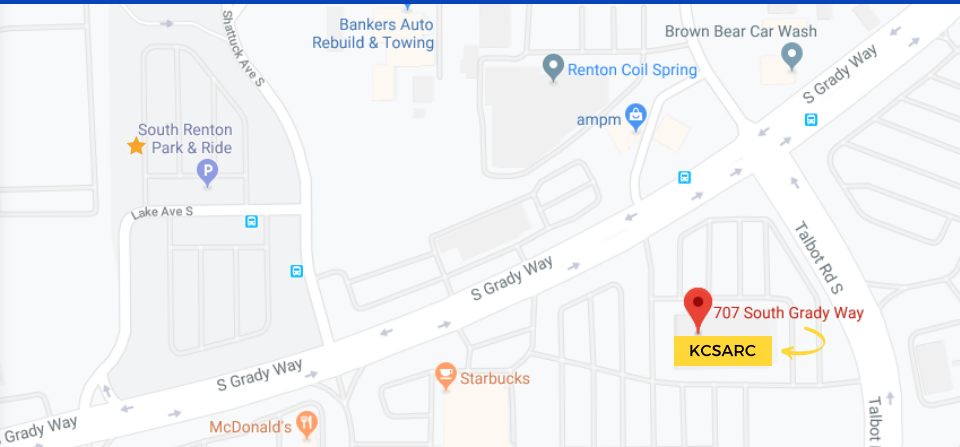 Shattuck Ave S
Bankers Auto
Rebuild & Towing
Brown Bear Car Wash
Renton Coil Spring
S Grady Way
ampm
South Renton
Park & Ride
P
Lake Ave S
Talbot Rd S
S Grady Way
707 South Grady Way
KCSARC
S Grady Way
Starbucks
McDonald's
S Grady Way
Talbot